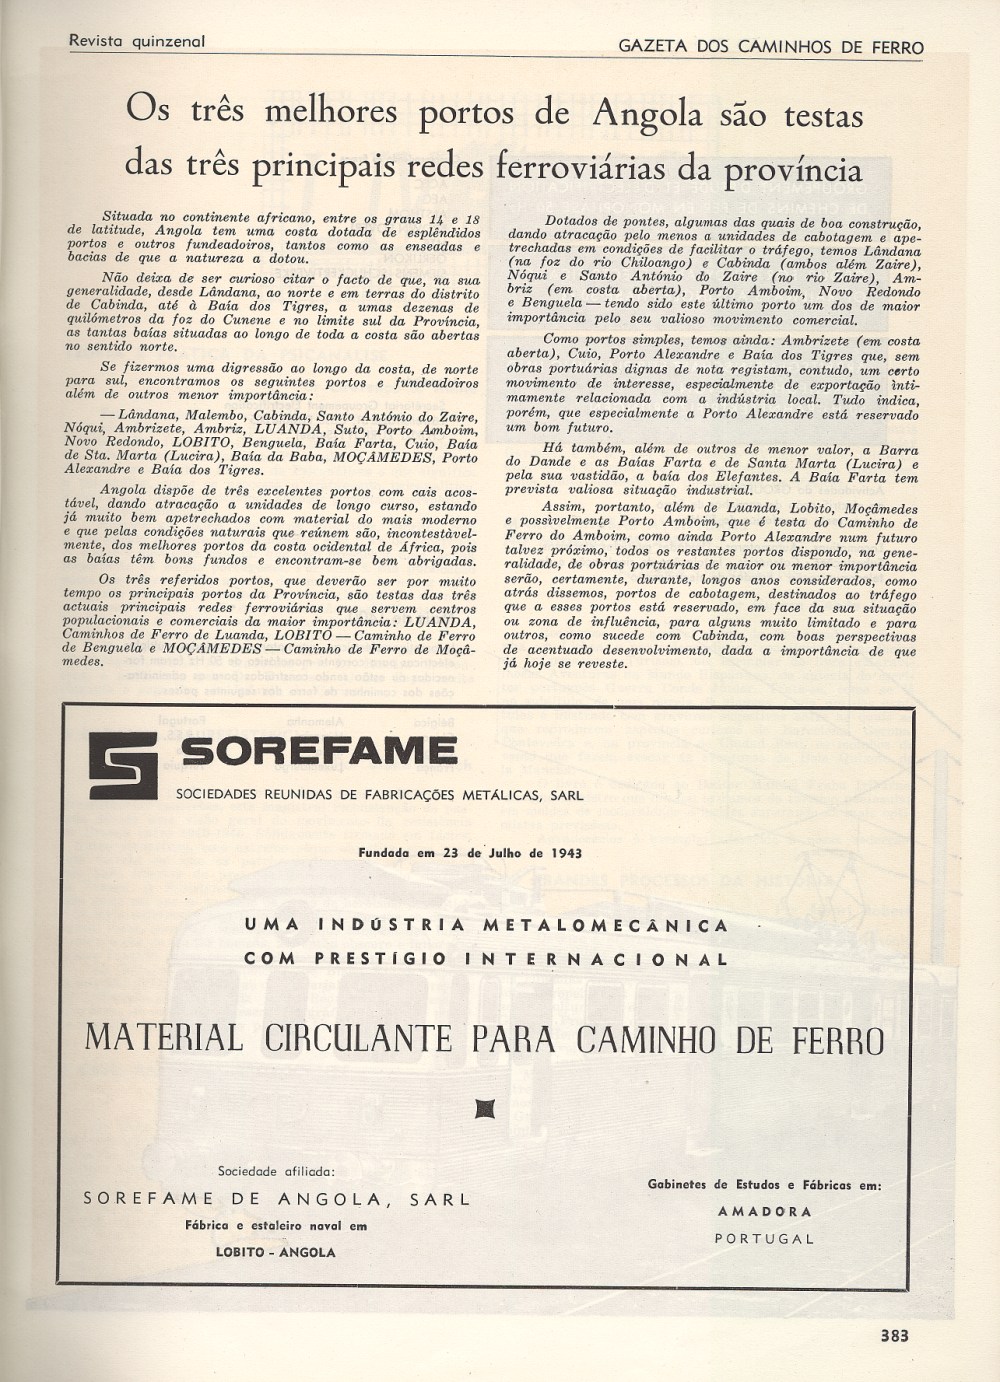 Revista quinzenal
GAZETA DOS CAMINHOS DE FERRO
Os três melhores portos de Angola são testas
das três principais redes ferroviárias da província
Situada no continente africano, entre os graus 14 e 18
de latitude, Angola tem uma costa dotada de esplêndidos
portos e outros fundeadoiros, tantos como as enseadas e
bacias de que a natureza a dotou.
Não deixa de ser curioso citar o facto de que, na sua
generalidade, desde Lândana, ao norte e em terras do distrito
de Cabinda, até à Baía dos Tigres, a umas dezenas de
quilómetros da foz do Cunene e no limite sul da Província,
as tantas baías situadas ao longo de toda a costa são abertas
no sentido norte.
Se fizermos uma digressão ao longo da costa, de norte
para sul, encontramos os seguintes portos e fundeadoiros
além de outros menor importância:
— Lândana, Malembo, Cabinda, Santo António do Zaire,
Nóqui, Ambrizete, Ambriz, LUANDA, Suto, Porto Amboim,
Novo Redondo, LOBITO, Benguela, Baía Farta, Cuio, Baía
de Sta. Marta (Lucira), Baía da Baba, MOÇÂMEDES, Porto
Alexandre e Baía dos Tigres.
Angola dispõe de três excelentes portos com cais acos-
tável, dando atracação a unidades de longo curso, estando
já muito bem apetrechados com material do mais moderno
e que pelas condições naturais que reúnem são, incontestàvel-
mente, dos melhores portos da costa ocidental de África, pois
as baías têm bons fundos e encontram-se bem abrigadas.
Os três referidos portos, que deverão ser por muito
tempo os principais portos da Província, são testas das três
actuais principais redes ferroviárias que servem centros
populacionais e comerciais da maior importância: LUANDA,
Caminhos de Ferro de Luanda, LOBITO — Caminho de Ferro
de Benguela e MOÇÂMEDES — Caminho de Ferro de Moçâ-
medes.
Dotados de pontes, algumas das quais de boa construção,
dando atracação pelo menos a unidades de cabotagem e ape-
trechadas em condições de facilitar o tráfego, temos Lândana
(na foz do rio Chiloango) e Cabinda (ambos além Zaire),
Nóqui e Santo António do Zaire (no rio Zaire), Am-
briz (em costa aberta), Porto Amboim, Novo Redondo
e Benguela — tendo sido este último porto um dos de maior
importância pelo seu valioso movimento comercial.
Como portos simples, temos ainda: Ambrizete (em costa
aberta), Cuio, Porto Alexandre e Baía dos Tigres que, sem
obras portuárias dignas de nota registam, contudo, um certo
movimento de interesse, especialmente de exportação ìnti-
mamente relacionada com a indústria local. Tudo indica,
porém, que especialmente a Porto Alexandre está reservado
um bom futuro.
Há também, além de outros de menor valor, a Barra
do Dande e as Baías Farta e de Santa Marta (Lucira) e
pela sua vastidão, a baía dos Elefantes. A Baía Farta tem
prevista valiosa situação industrial.
Assim, portanto, além de Luanda, Lobito, Moçâmedes
e possìvelmente Porto Amboim, que é testa do Caminho de
Ferro do Amboim, como ainda Porto Alexandre num futuro
talvez próximo, todos os restantes portos dispondo, na gene-
ralidade, de obras portuárias de maior ou menor importância
serão, certamente, durante, longos anos considerados, como
atrás dissemos, portos de cabotagem, destinados ao tráfego
que a esses portos está reservado, em face da sua situação
ou zona de influência, para alguns muito limitado e para
outros, como sucede com Cabinda, com boas perspectivas
de acentuado desenvolvimento, dada a importância de que
já hoje se reveste.
SOREFAME
SOCIEDADES REUNIDAS DE FABRICAÇÕES METÁLICAS, SARL
Fundada em 23 de Julho de 1943
UMA INDÚSTRIA METALOMECÂNICA
COM PRESTÍGIO INTERNACIONAL
MATERIAL CIRCULANTE PARA CAMINHO DE FERRO
Sociedade afiliada:
SOREFAME DE ANGOLA, SARL
Fábrica e estaleiro naval em
LOBITO - ANGOLA
Gabinetes de Estudos e Fábricas em:
AMADORA
PORTUGAL
383